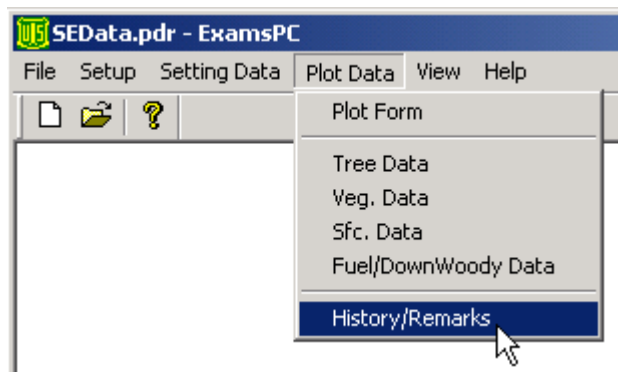 SEData.pdr - ExamsPC
File Setup Setting Data Plot Data View Help
Plot Form
Tree Data
Veg. Data
Sfc. Data
Fuel/DownWoody Data
History/Remarks